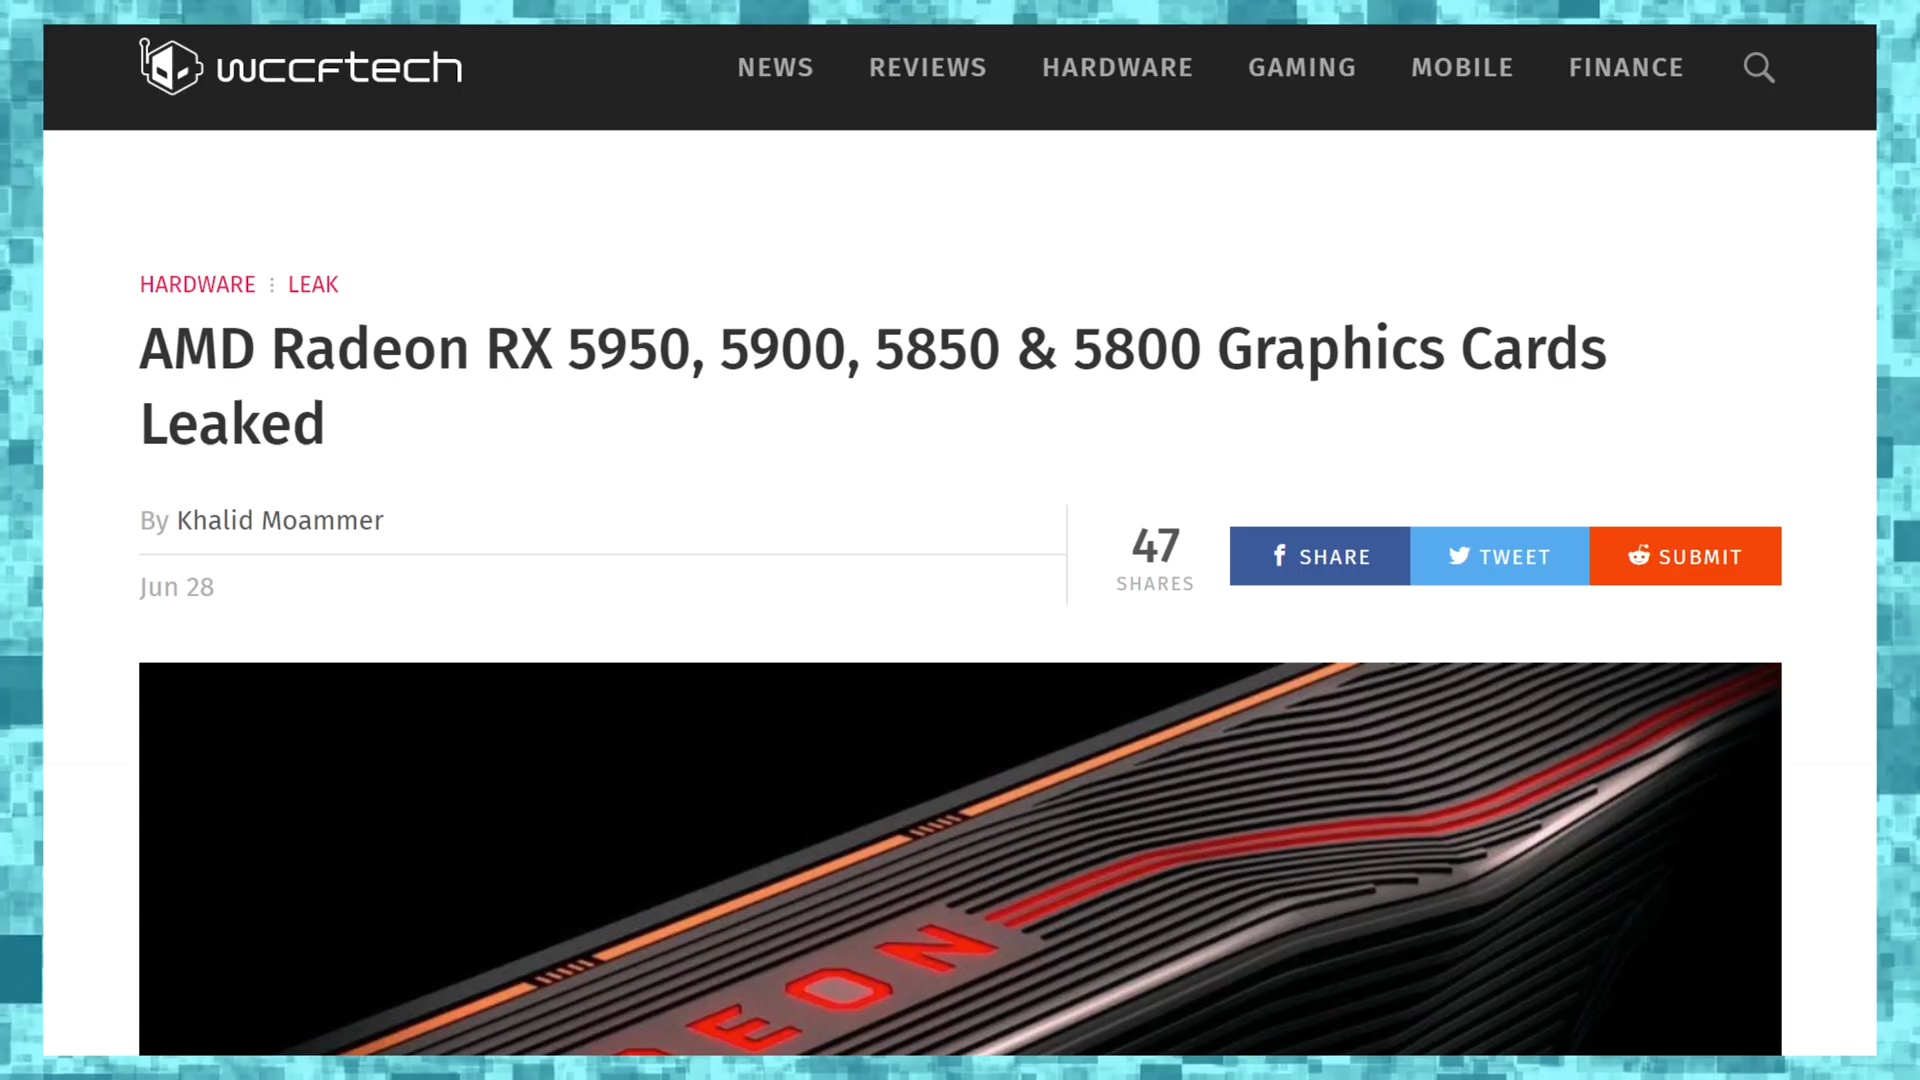 wccftech
NEWS REVIEWS HARDWARE GAMING MOBILE FINANCE
HARDWARE ⋮ LEAK
AMD Radeon RX 5950, 5900, 5850 & 5800 Graphics Cards
Leaked
By Khalid Moammer
Jun 28
47
SHARES
SHARE
TWEET
SUBMIT
EON